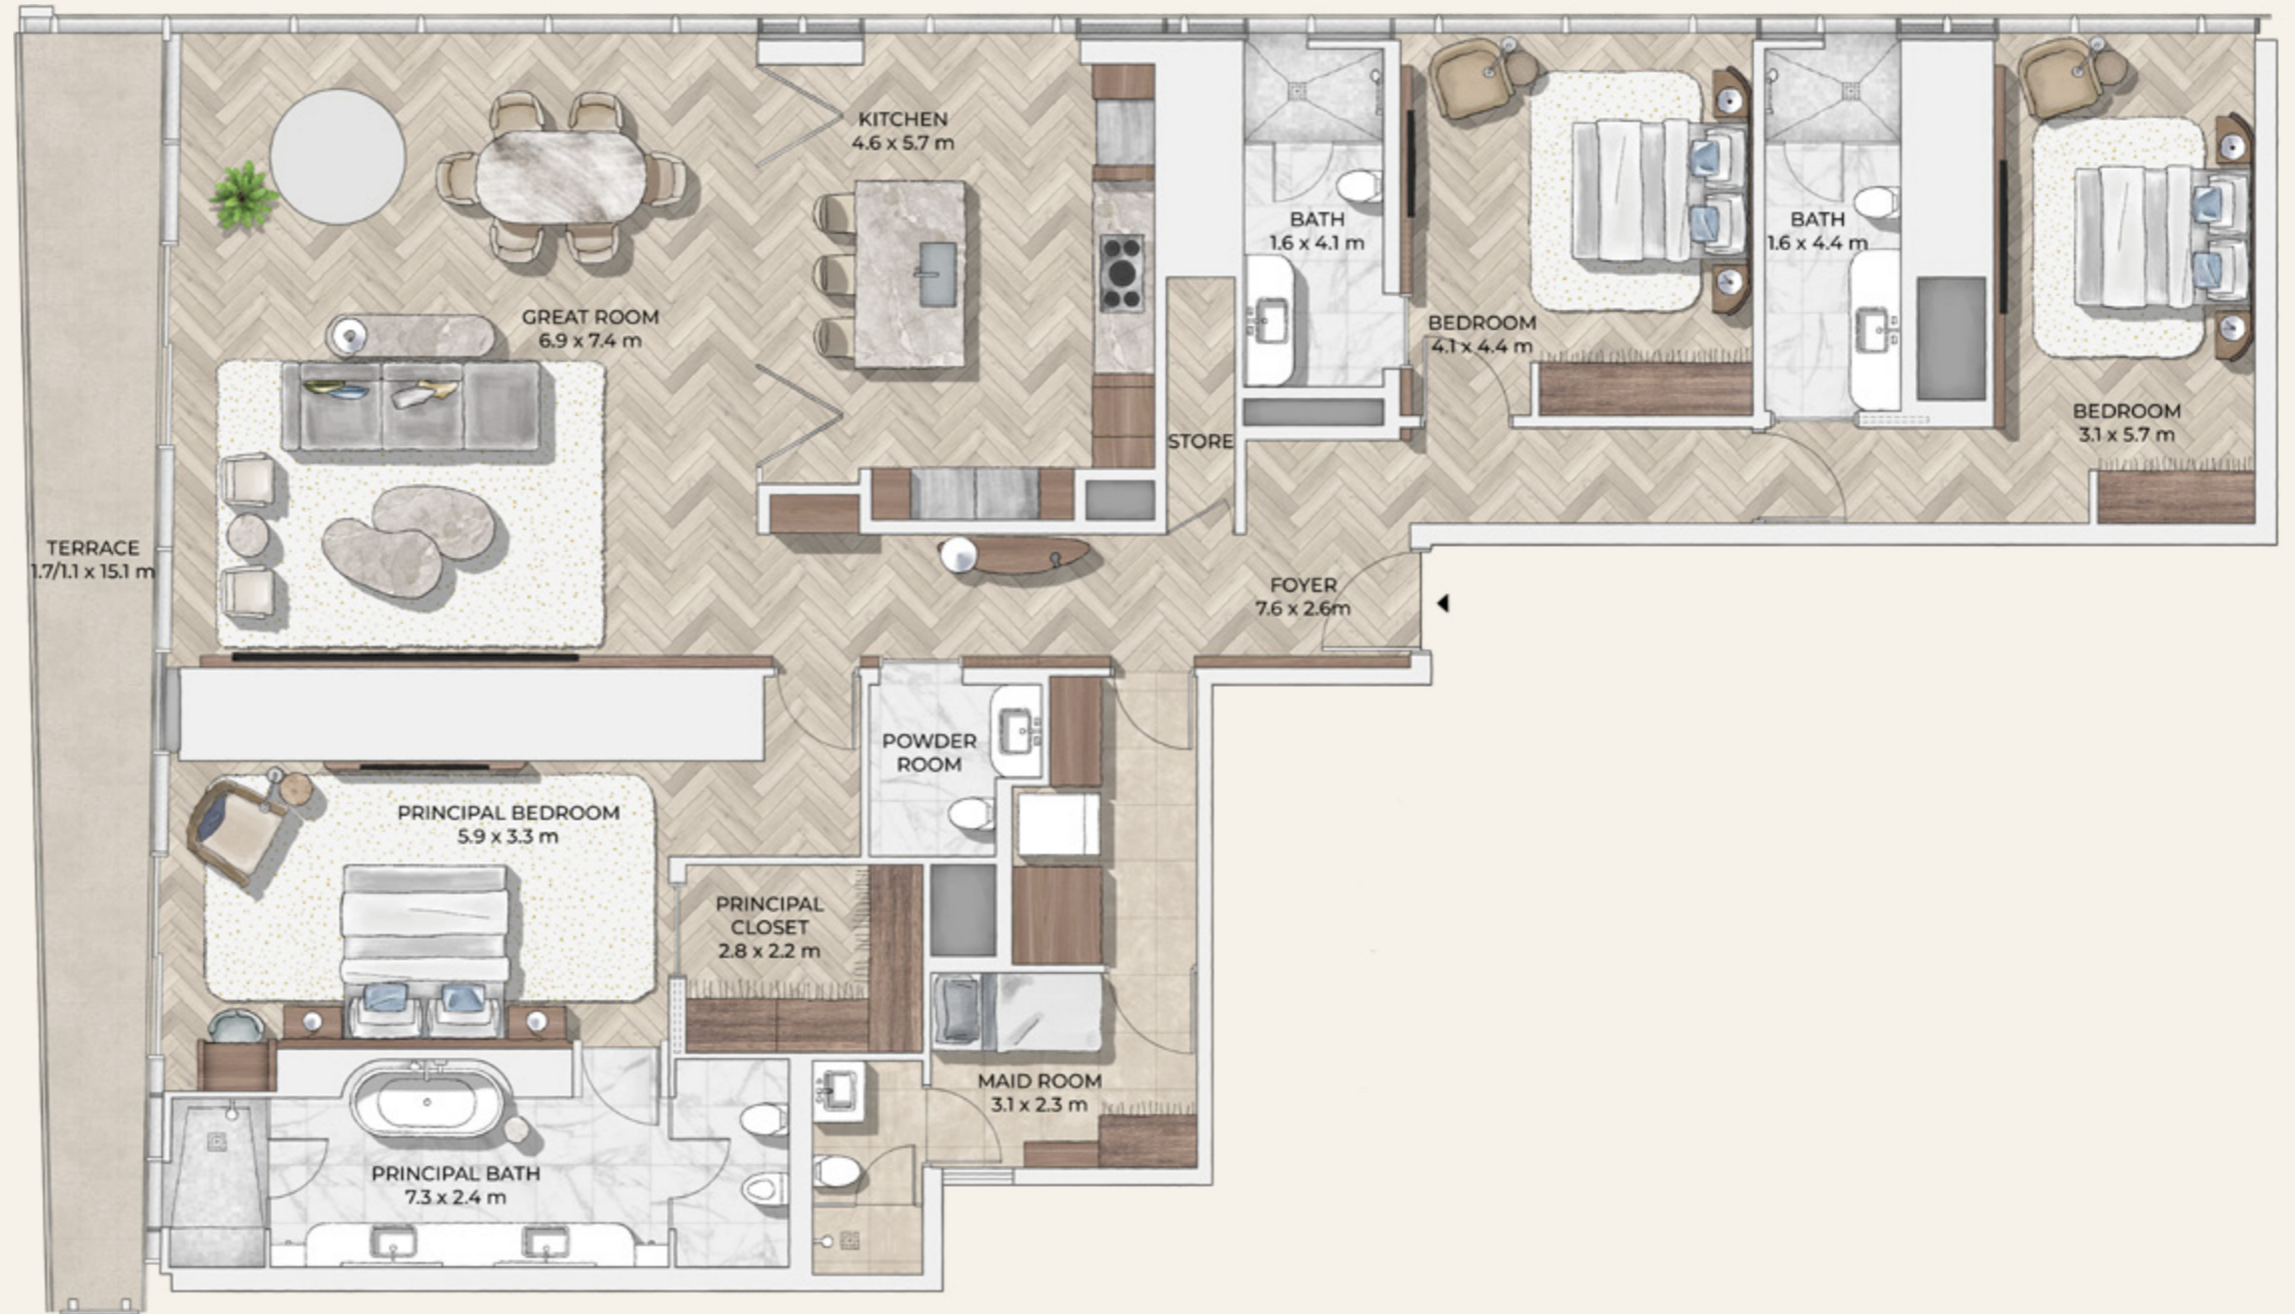 KITCHEN
4.6 x 5.7 m
BATH
1.6 x 4.1 m
BATH
1.6 x 4.4 m
GREAT ROOM
6.9 x 7.4 m
BEDROOM
4.1 x 4.4 m
BEDROOM
3.1 x 5.7 m
STORE
TERRACE
1.7/1.1 x 15.1 m
FOYER
7.6 x 2.6m
POWDER
ROOM
PRINCIPAL BEDROOM
5.9 x 3.3 m
PRINCIPAL
CLOSET
2.8 x 2.2 m
MAID ROOM
3.1 x 2.3 m
PRINCIPAL BATH
7.3 x 2.4 m